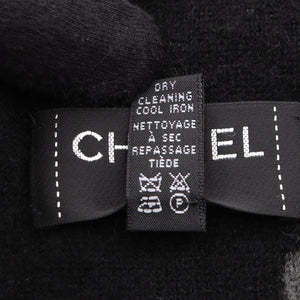 DRY
CLEANING
COOL IRON
NETTOYAGE
À SEC
REPASSAGE
TIÈDE
CH EL
P